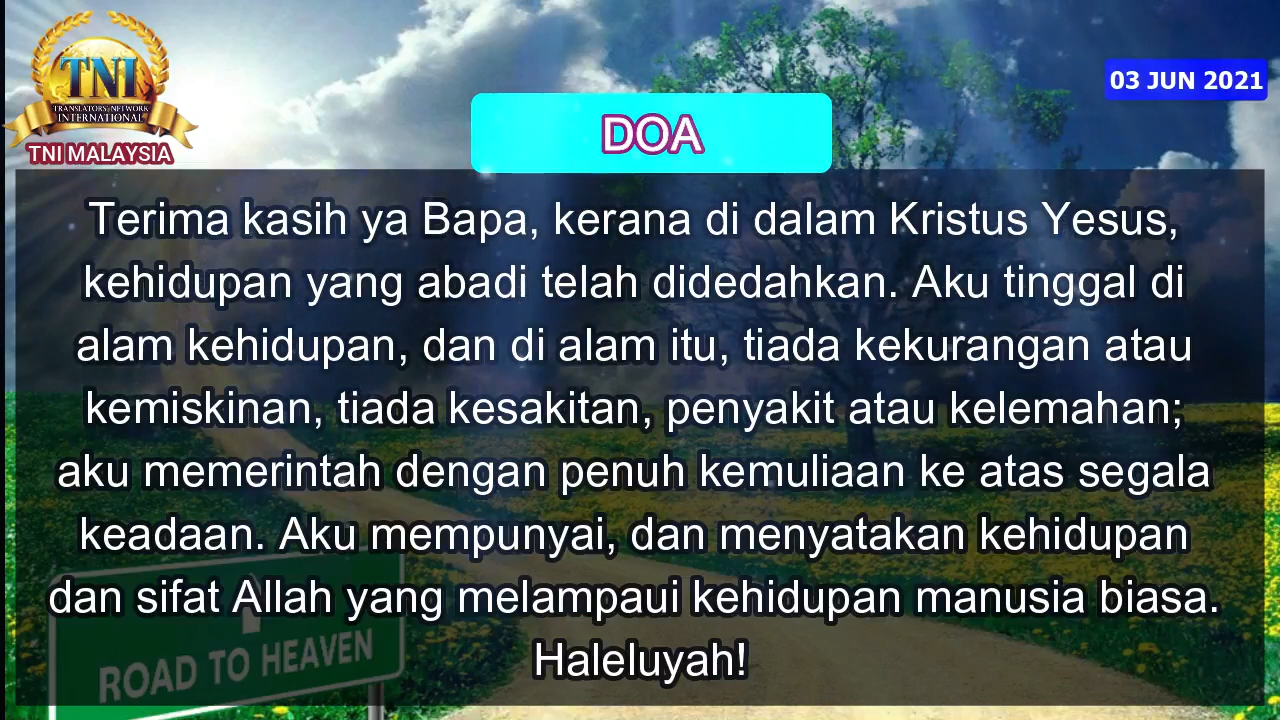 TNI
TRANSLATORS NETWORK
INTERNATIONAL
TNI MALAYSIA
03 JUN 2021
DOA
Terima kasih ya Bapa, kerana di dalam Kristus Yesus,
kehidupan yang abadi telah didedahkan. Aku tinggal di
alam kehidupan, dan di alam itu, tiada kekurangan atau
kemiskinan, tiada kesakitan, penyakit atau kelemahan;
aku memerintah dengan penuh kemuliaan ke atas segala
keadaan. Aku mempunyai, dan menyatakan kehidupan
dan sifat Allah yang melampaui kehidupan manusia biasa.
Haleluyah!
ROAD TO HEAVEN